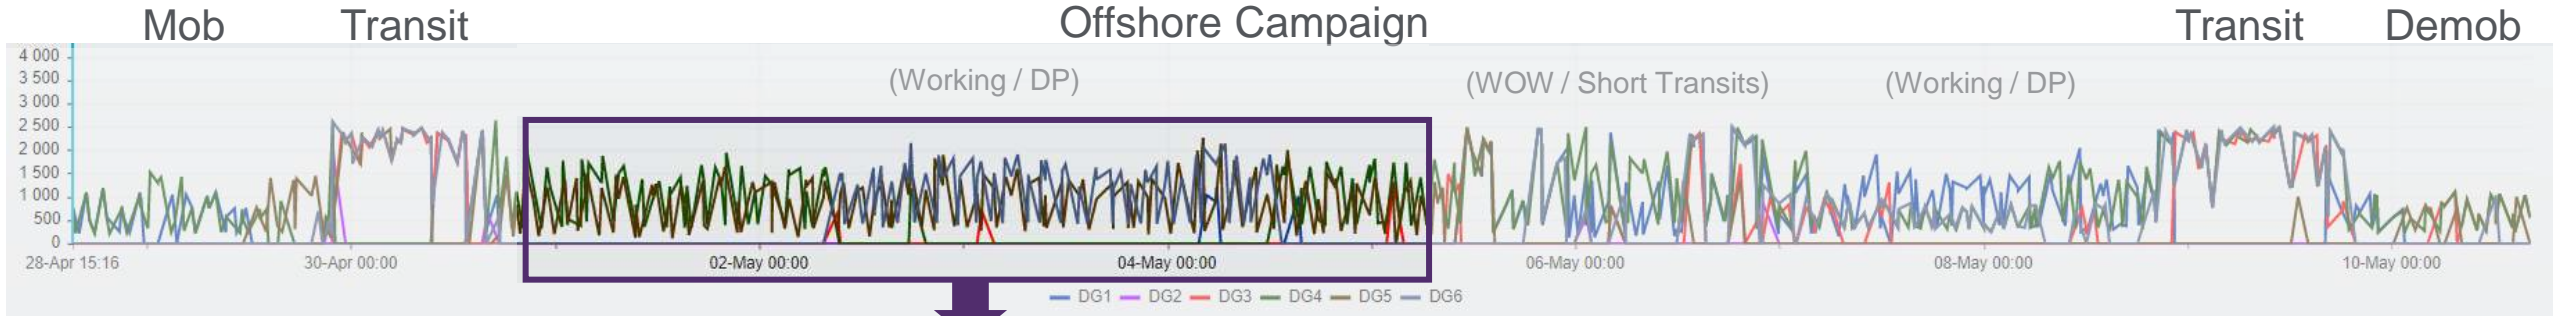 Mob Transit Offshore Campaign Transit Demob
(Working / DP) (WOW / Short Transits) (Working / DP)
4 000
3 500
3 000
2 500
2 000
1 500
1 000
500
0
28-Apr 15:16 30-Apr 00:00 02-May 00:00 04-May 00:00 06-May 00:00 08-May 00:00 10-May 00:00
DG1 DG2 DG3 DG4 DG5 DG6